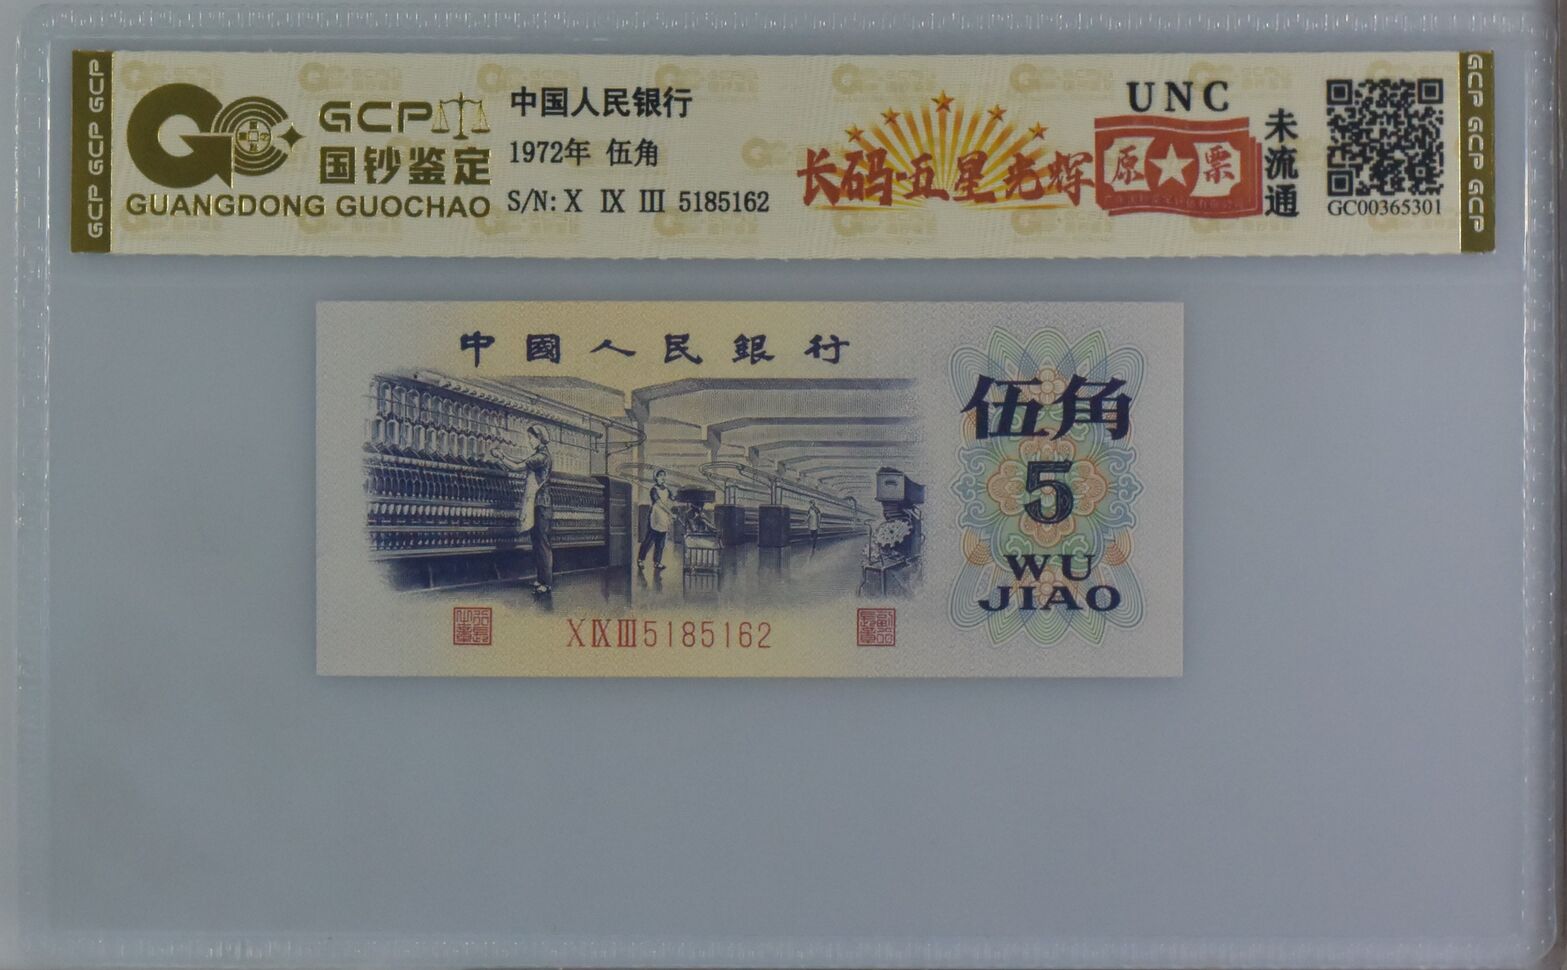 GCP GCP GCP
GCP
国钞鉴定
GUANGDONG GUOCHAO
中国人民银行
1972年 伍角
S/N: X IX III 5185162
长码·五星光辉
UNC
原★票
未流通
GC00365301
GCP GCP GCP
中國人民銀行
伍角
5
WU
JIAO
X IX III 5185162